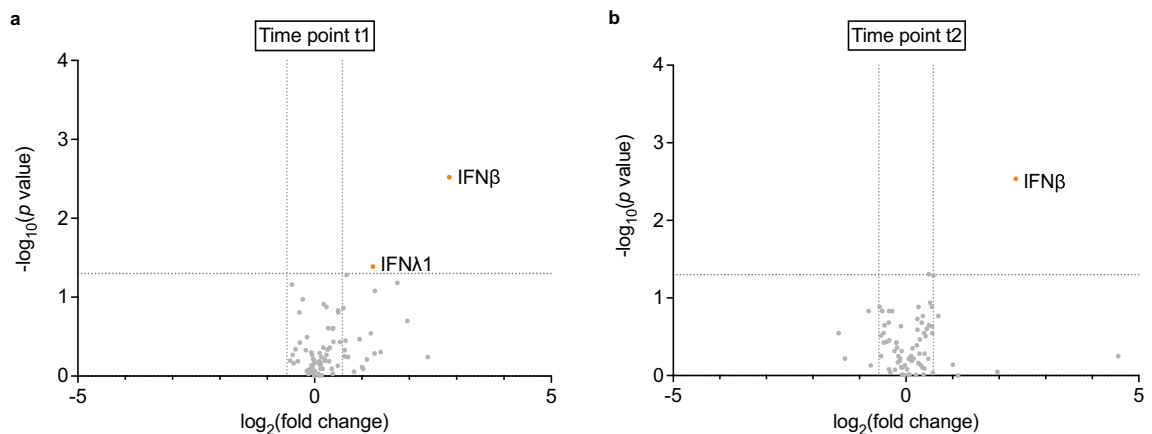 a
Time point t1
4
3
2
1
0
-log10(p value)
IFNβ
IFNλ1
-5
0
5
log2(fold change)
b
Time point t2
4
3
2
1
0
-log10(p value)
IFNβ
-5
0
5
log2(fold change)